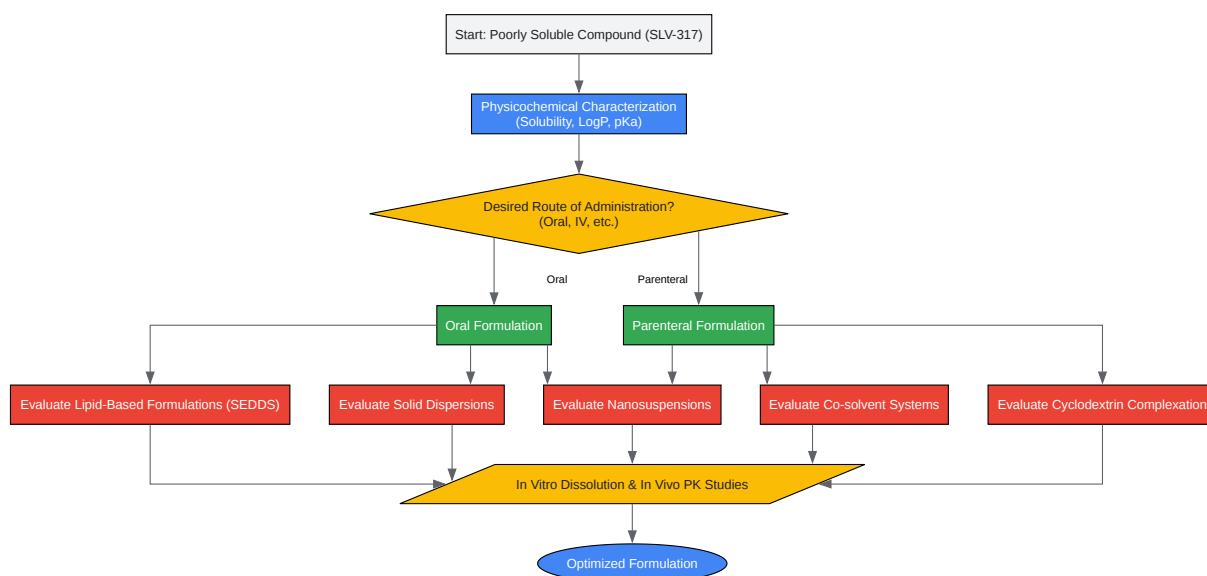 Start: Poorly Soluble Compound (SLV-317)
Physicochemical Characterization
(Solubility, LogP, pKa)
Desired Route of Administration?
(Oral, IV, etc.)
Oral
Parenteral
Oral Formulation
Parenteral Formulation
Evaluate Lipid-Based Formulations (SEDDS)
Evaluate Solid Dispersions
Evaluate Nanosuspensions
Evaluate Co-solvent Systems
Evaluate Cyclodextrin Complexation
In Vitro Dissolution & In Vivo PK Studies
Optimized Formulation